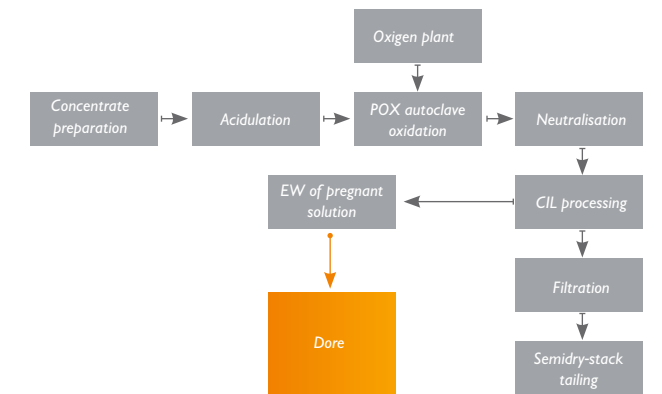 Oxigen plant
Concentrate
preparation
Acidulation
POX autoclave
oxidation
Neutralisation
EW of pregnant
solution
CIL processing
Filtration
Dore
Semidry-stack
tailing